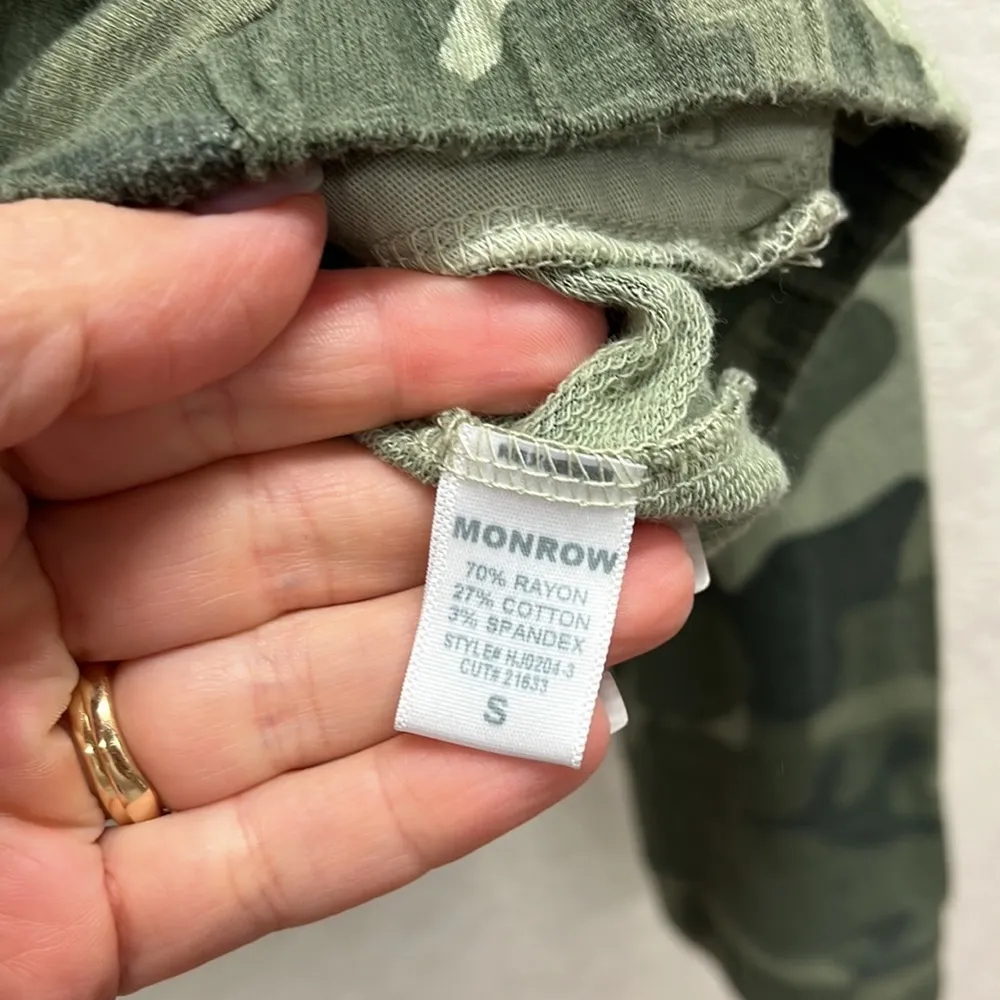 MONROW
70% RAYON
27% COTTON
3% SPANDEX
STYLE# HJ0204-3
CUT# 21633
S